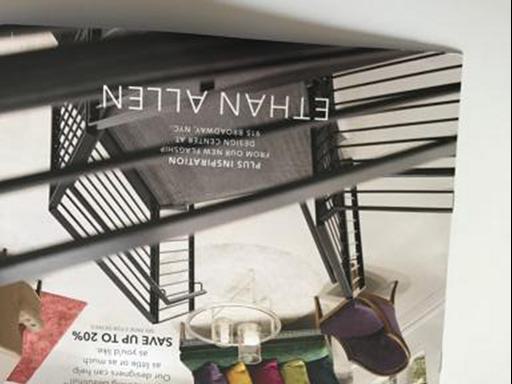 ETHAN ALLEN
PLUS INSPIRATION
FROM OUR NEW FLAGSHIP
DESIGN CENTER AT
915 BROADWAY, NYC
Our designers can help
as little or as much
as you'd like.
SAVE UP TO 20%